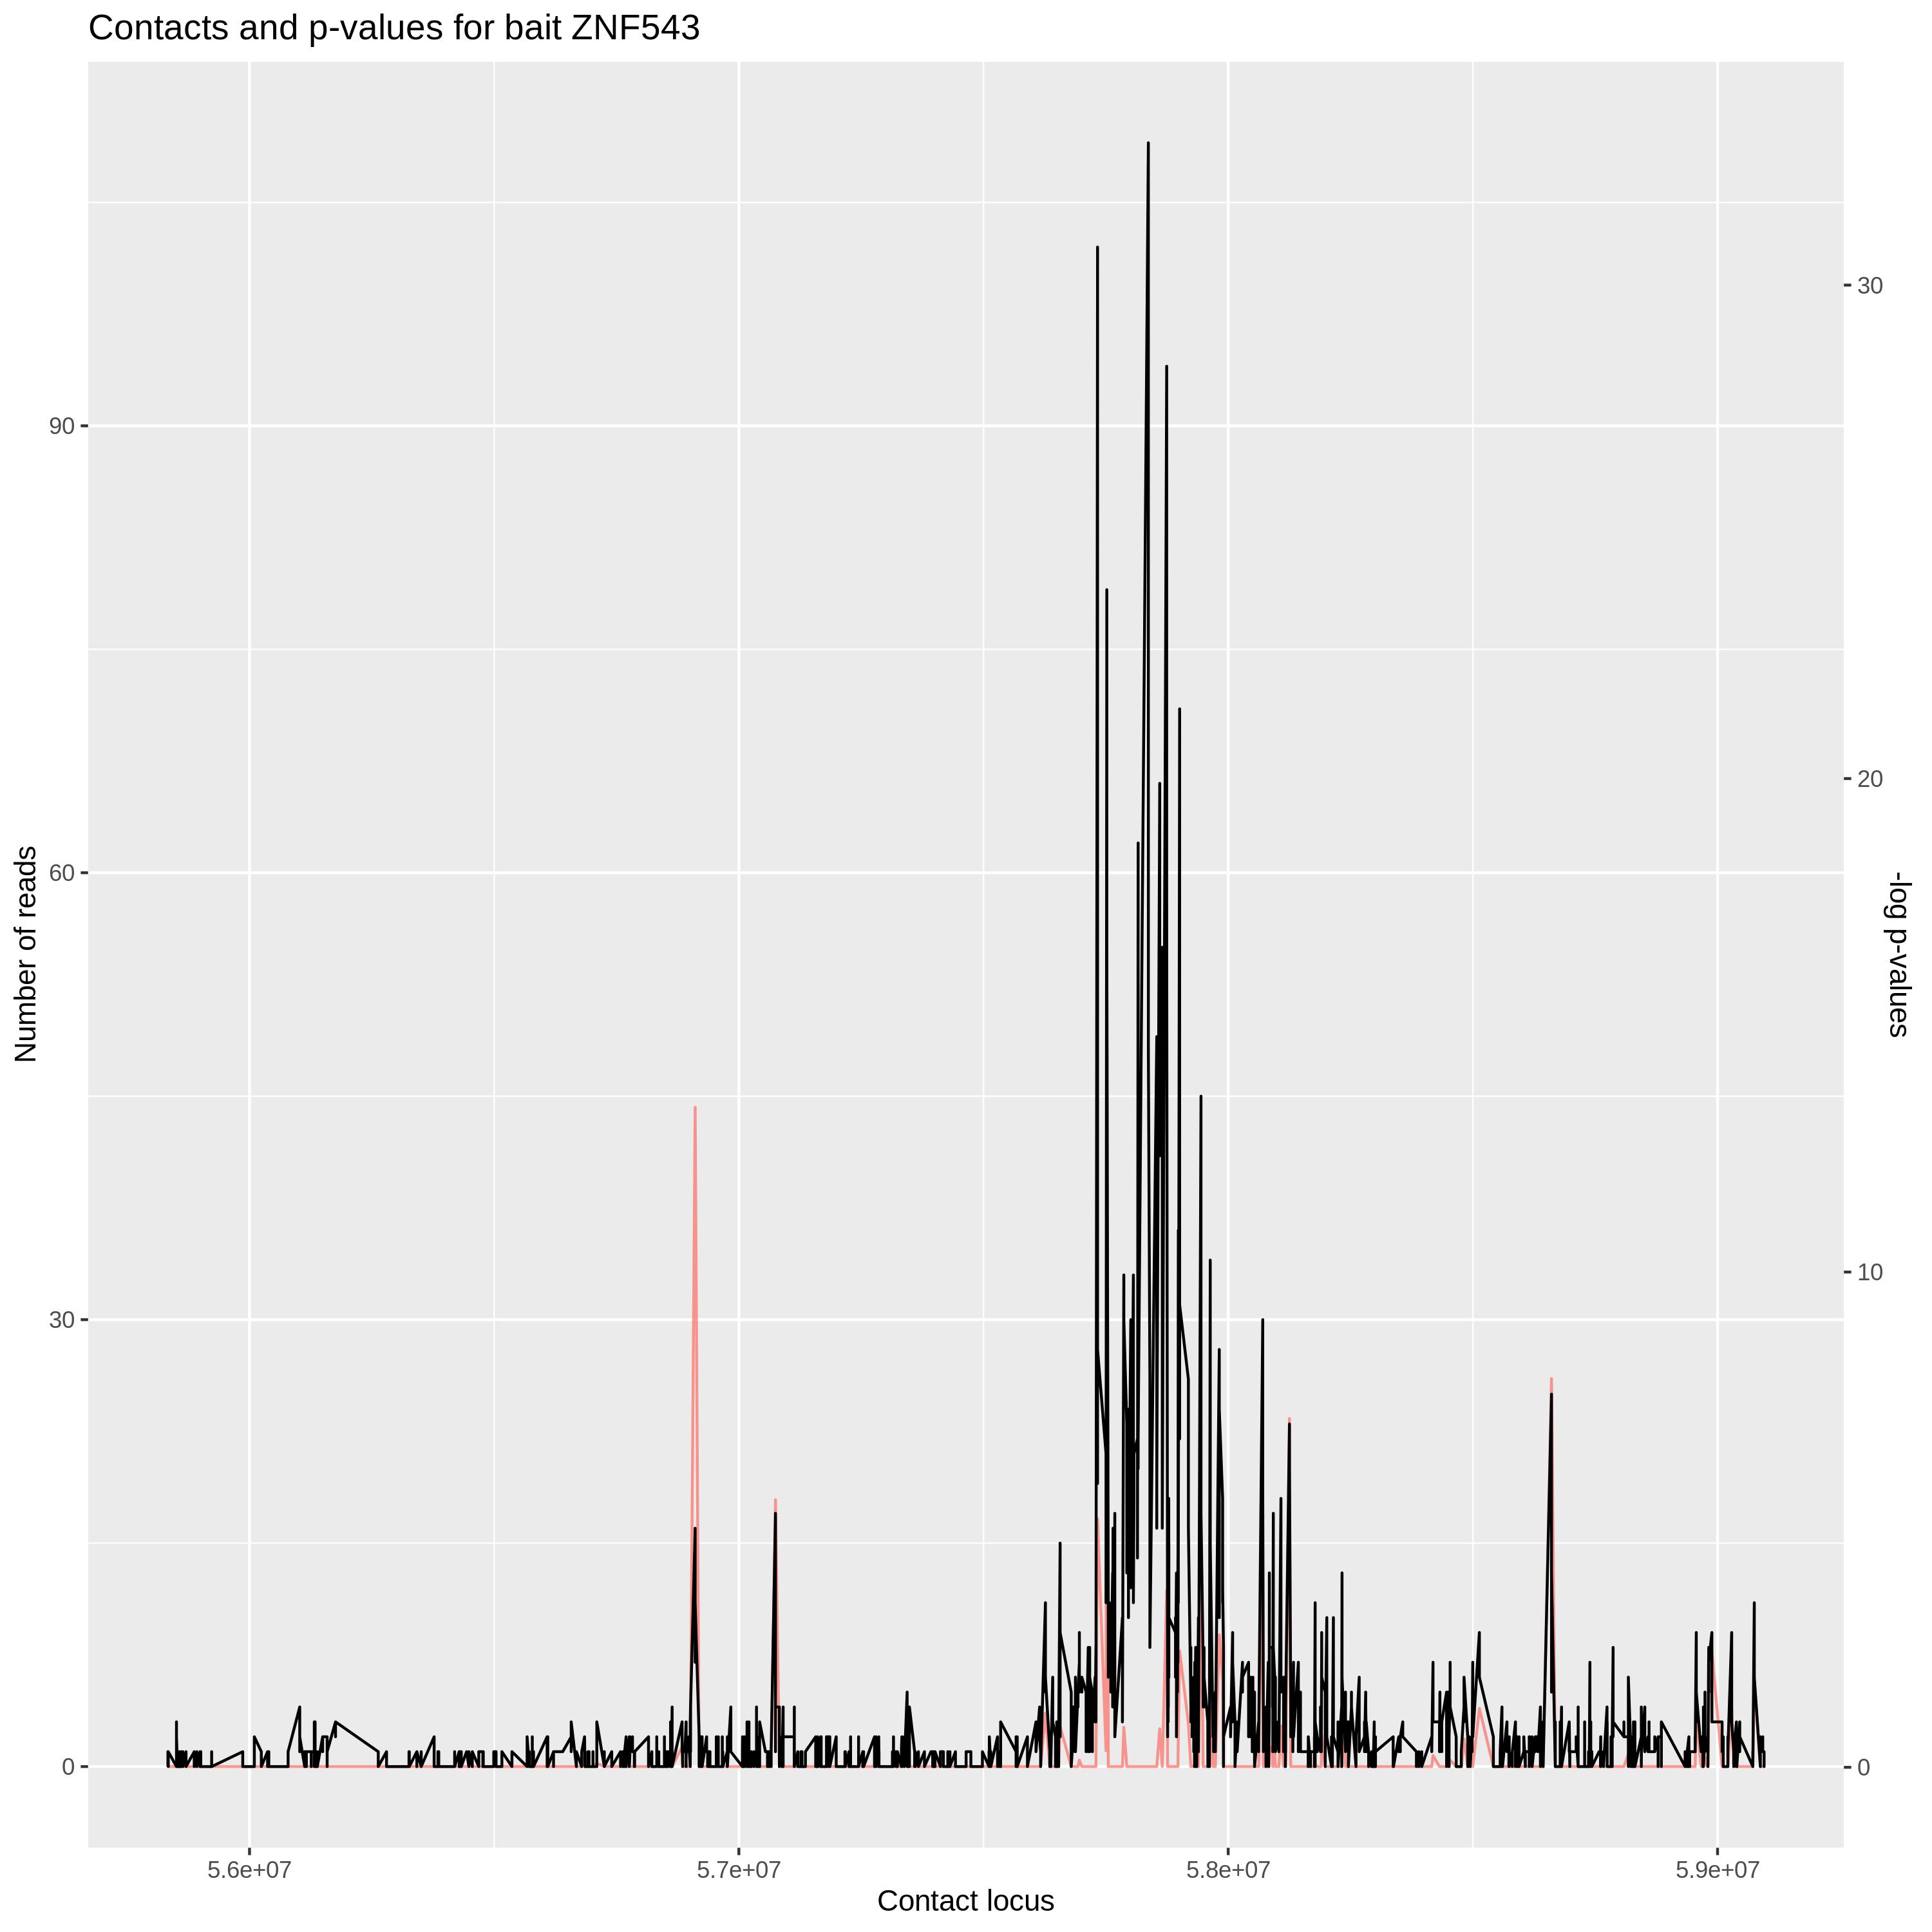 Contacts and p-values for bait ZNF543
90
60
30
0
Number of reads
30
20
10
0
-log p-values
5.6e+07
5.7e+07
5.8e+07
5.9e+07
Contact locus